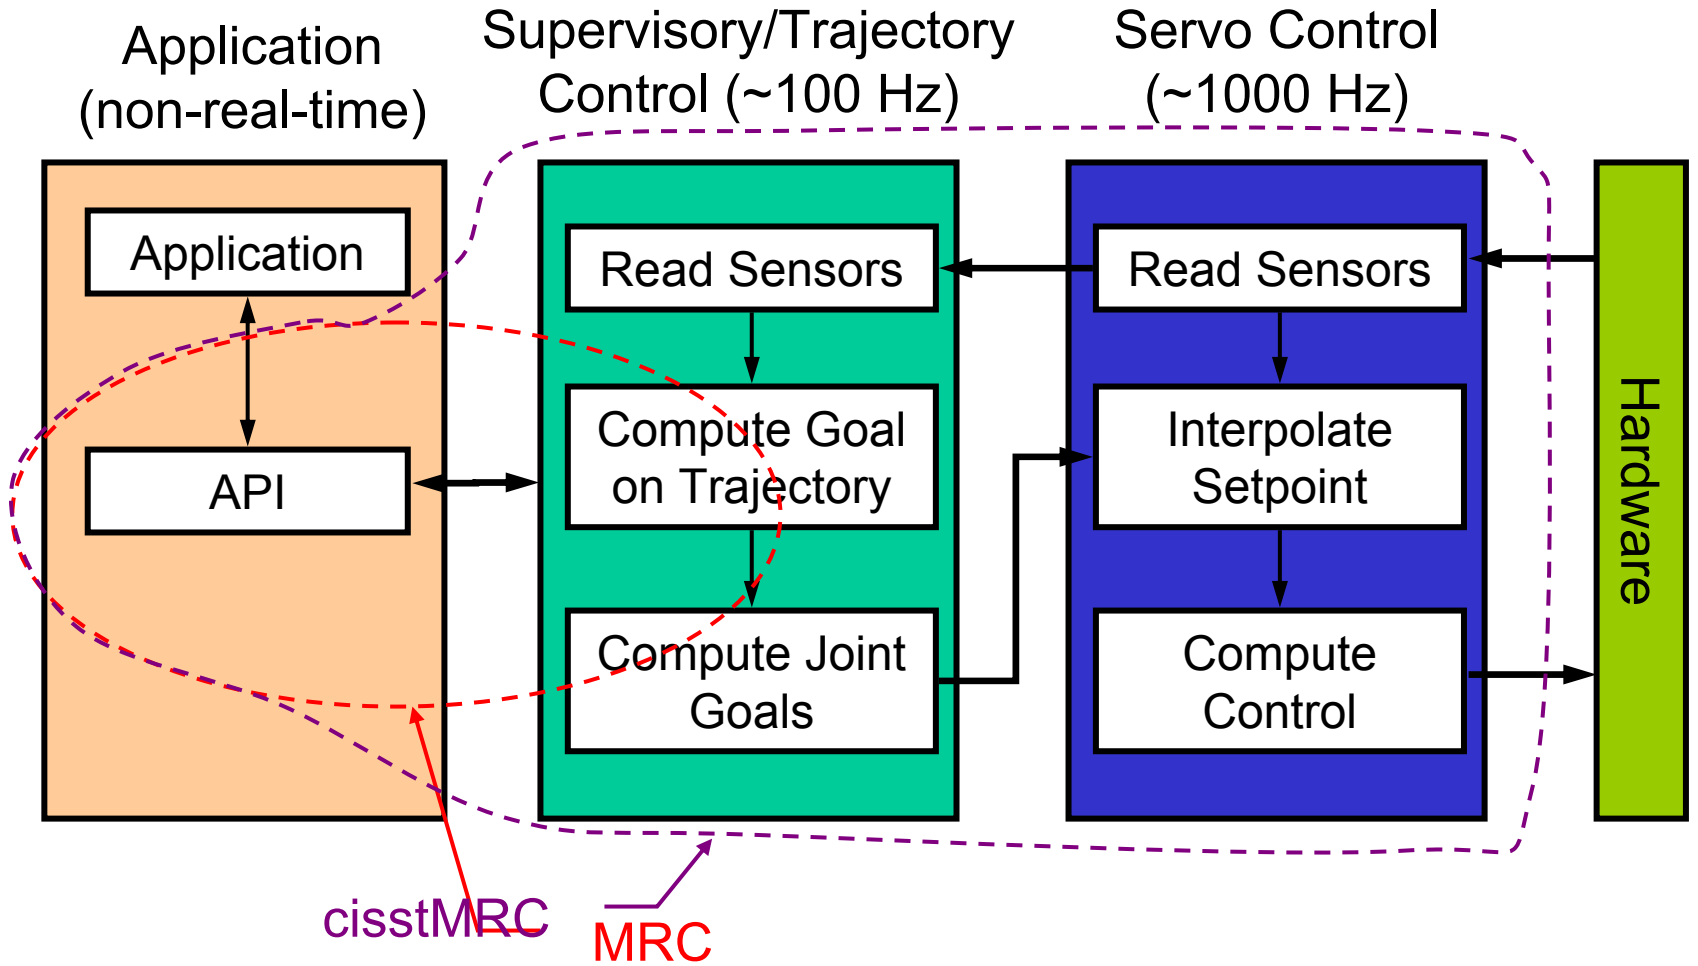 Application
(non-real-time)
Supervisory/Trajectory
Control (~100 Hz)
Servo Control
(~1000 Hz)
Application
API
Read Sensors
Compute Goal
on Trajectory
Compute Joint
Goals
Read Sensors
Interpolate
Setpoint
Compute
Control
Hardware
cisstMRC
MRC